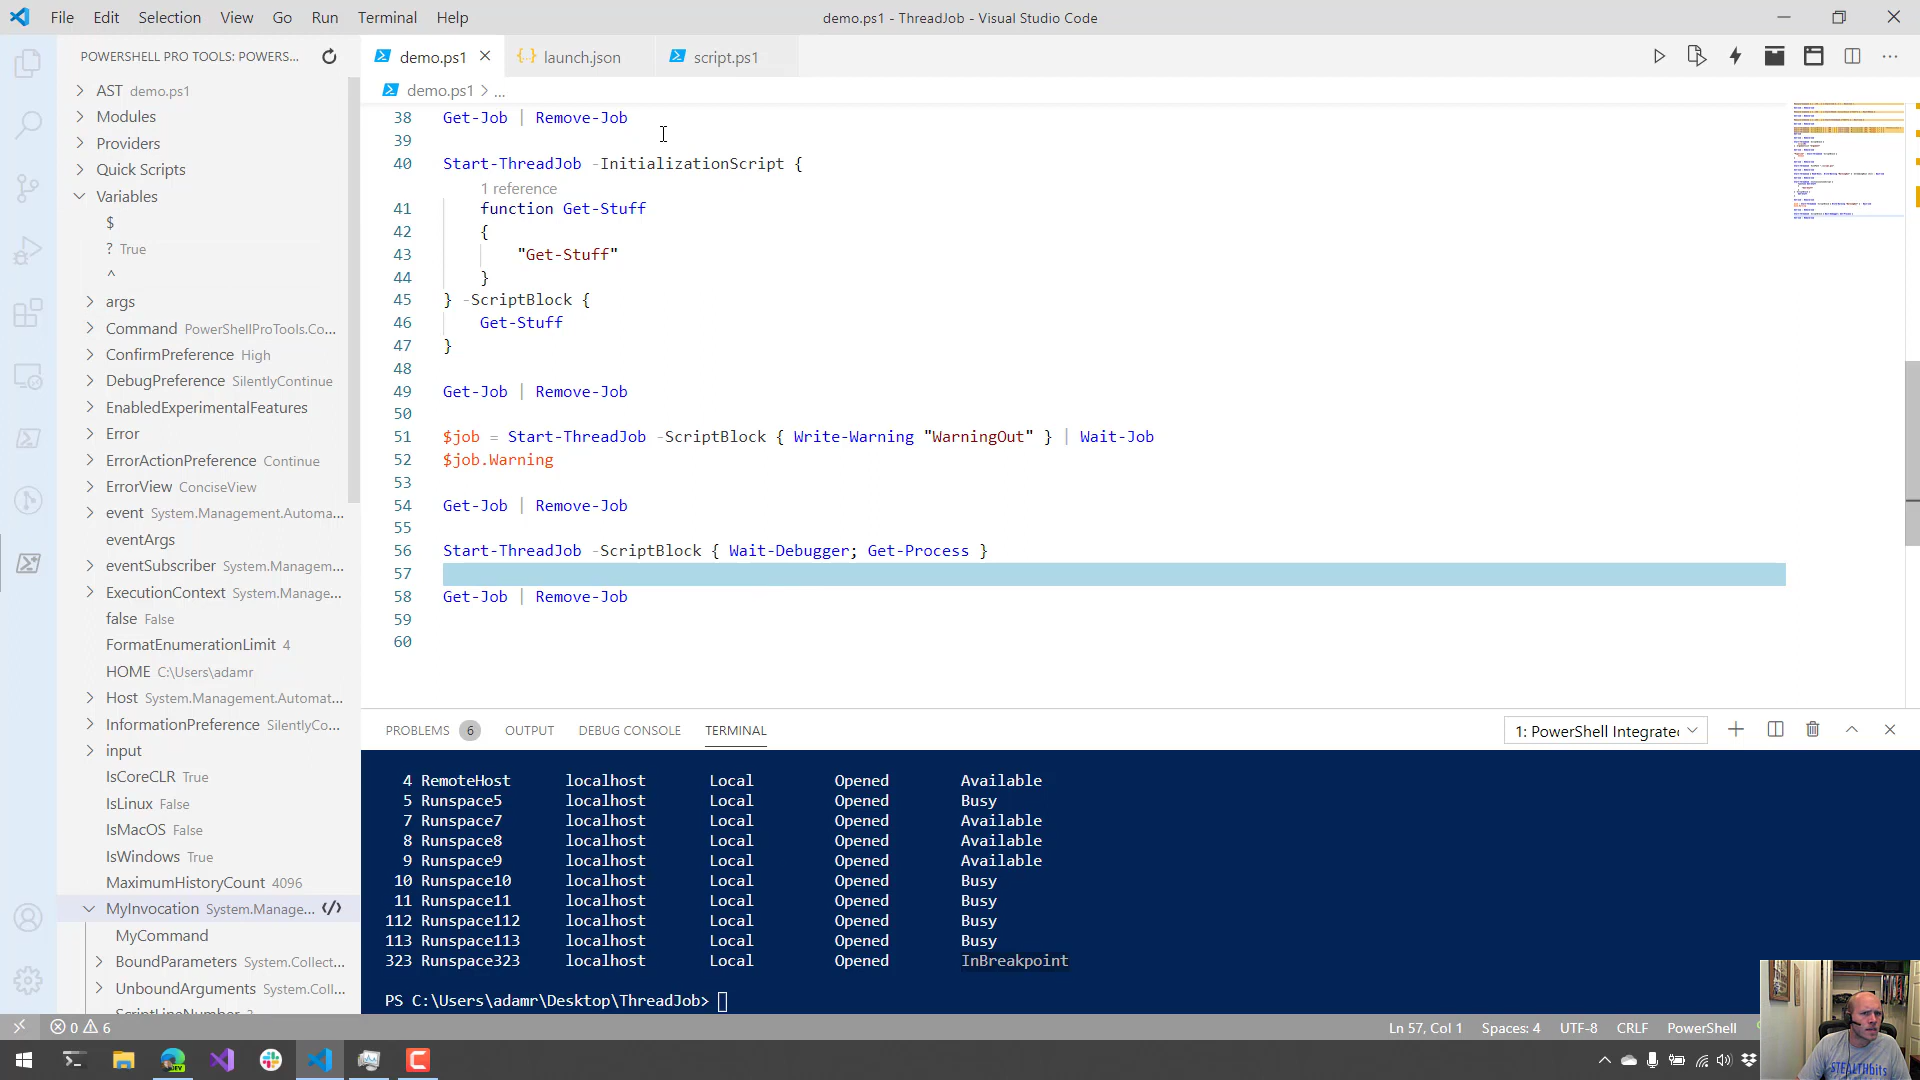 File Edit Selection View Go Run Terminal Help
demo.ps1 - ThreadJob - Visual Studio Code
POWERSHELL PRO TOOLS: POWERS...
demo.ps1
launch.json
script.ps1
demo.ps1 > ...
AST demo.ps1
Modules
Providers
Quick Scripts
Variables
$
? True
^
args
Command PowerShellProTools.Co...
ConfirmPreference High
DebugPreference SilentlyContinue
EnabledExperimentalFeatures
Error
ErrorActionPreference Continue
ErrorView ConciseView
event System.Management.Automa...
eventArgs
eventSubscriber System.Managem...
ExecutionContext System.Manage...
false False
FormatEnumerationLimit 4
HOME C:\Users\adamr
Host System.Management.Automat...
InformationPreference SilentlyCo...
input
IsCoreCLR True
IsLinux False
IsMacOS False
IsWindows True
MaximumHistoryCount 4096
MyInvocation System.Manage...
MyCommand
BoundParameters System.Collect...
UnboundArguments System.Coll...
38 Get-Job | Remove-Job
39
40 Start-ThreadJob -InitializationScript {
1 reference
41 function Get-Stuff
42 {
43 "Get-Stuff"
44 }
45 } -ScriptBlock {
46 Get-Stuff
47 }
48
49 Get-Job | Remove-Job
50
51 $job = Start-ThreadJob -ScriptBlock { Write-Warning "WarningOut" } | Wait-Job
52 $job.Warning
53
54 Get-Job | Remove-Job
55
56 Start-ThreadJob -ScriptBlock { Wait-Debugger; Get-Process }
57
58 Get-Job | Remove-Job
59
60
PROBLEMS 6 OUTPUT DEBUG CONSOLE TERMINAL
1: PowerShell Integrate
4 RemoteHost localhost Local Opened Available
5 Runspace5 localhost Local Opened Busy
7 Runspace7 localhost Local Opened Available
8 Runspace8 localhost Local Opened Available
9 Runspace9 localhost Local Opened Available
10 Runspace10 localhost Local Opened Busy
11 Runspace11 localhost Local Opened Busy
112 Runspace112 localhost Local Opened Busy
113 Runspace113 localhost Local Opened Busy
323 Runspace323 localhost Local Opened InBreakpoint
PS C:\Users\adamr\Desktop\ThreadJob>
0 6
Ln 57, Col 1 Spaces: 4 UTF-8 CRLF PowerShell
STEALTHbits